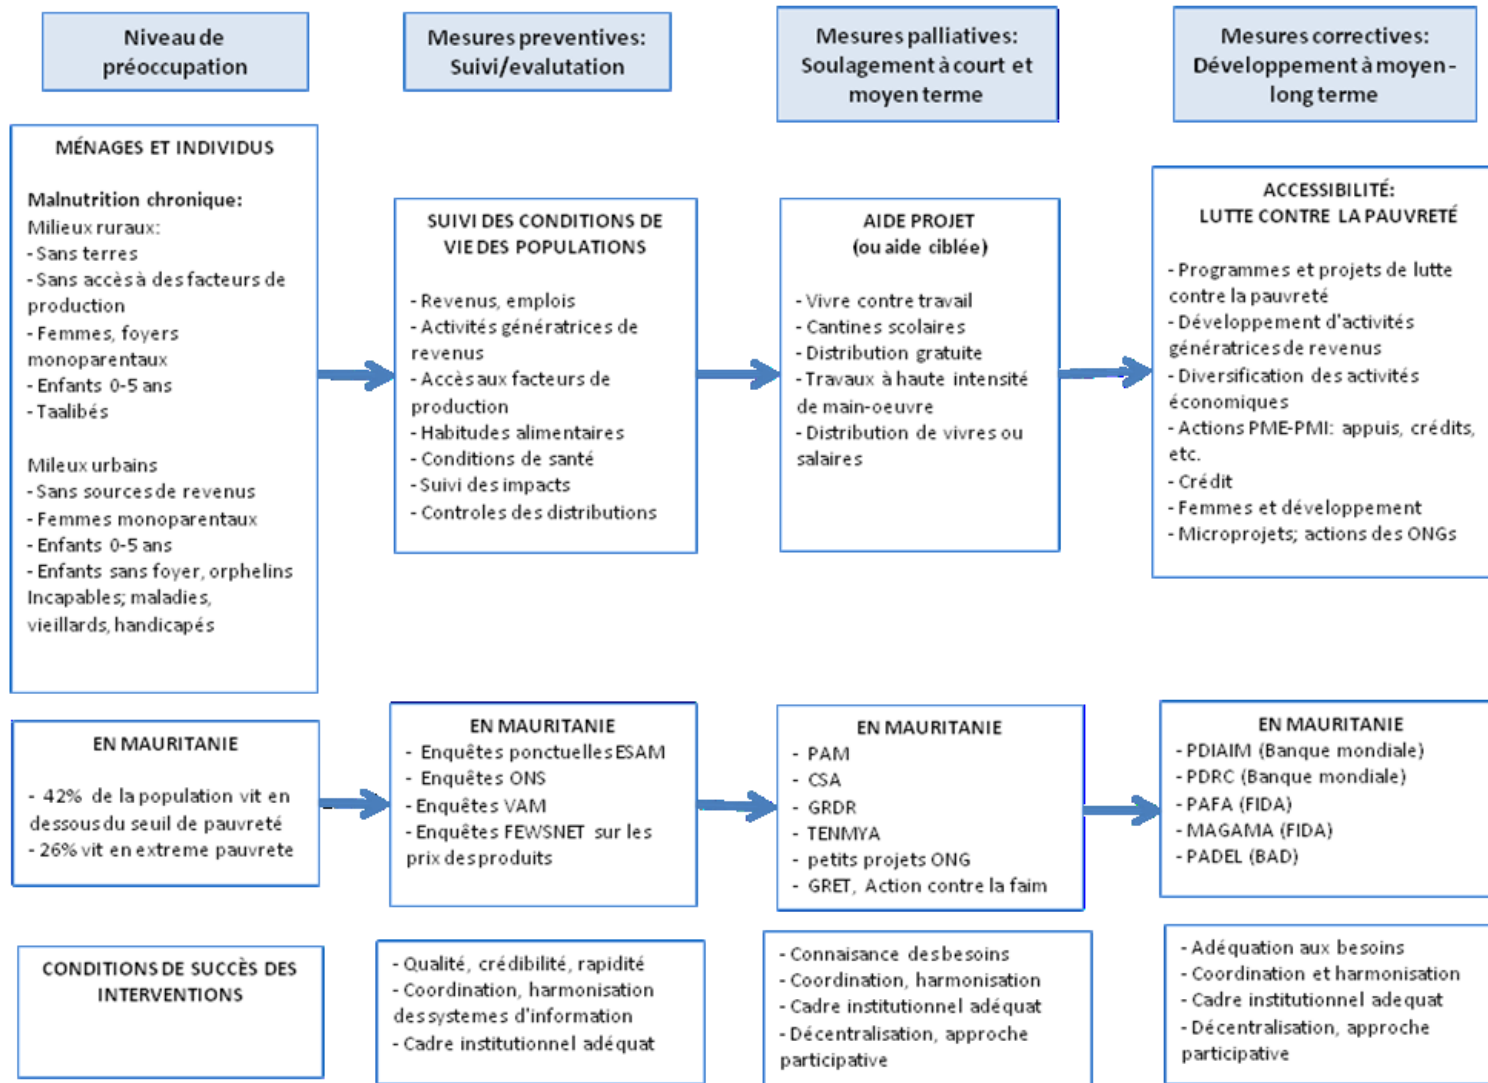 Niveau de
préoccupation
Mesures preventives:
Suivi/evalutation
Mesures palliatives:
Soulagement à court et
moyen terme
Mesures correctives:
Développement à moyen-
long terme
MÉNAGES ET INDIVIDUS
Malnutrition chronique:
Milieux ruraux:
- Sans terres
- Sans accès à des facteurs de
production
- Femmes, foyers
monoparentaux
- Enfants 0-5 ans
- Taalibés
Mileux urbains
- Sans sources de revenus
- Femmes monoparentaux
- Enfants 0-5 ans
- Enfants sans foyer, orphelins
Incapables; maladies,
vieillards, handicapés
SUIVI DES CONDITIONS DE
VIE DES POPULATIONS
- Revenus, emplois
- Activités génératrices de
revenus
- Accès aux facteurs de
production
- Habitudes alimentaires
- Conditions de santé
- Suivi des impacts
- Controles des distributions
AIDE PROJET
(ou aide ciblée)
- Vivre contre travail
- Cantines scolaires
- Distribution gratuite
- Travaux à haute intensité
de main-oeuvre
- Distribution de vivres ou
salaires
ACCESSIBILITÉ:
LUTTE CONTRE LA PAUVRETÉ
- Programmes et projets de lutte
contre la pauvreté
- Développement d'activités
génératrices de revenus
- Diversification des activités
économiques
- Actions PME-PMI: appuis, crédits,
etc.
- Crédit
- Femmes et développement
- Microprojets; actions des ONGs
EN MAURITANIE
- 42% de la population vit en
dessous du seuil de pauvreté
- 26% vit en extreme pauvrete
EN MAURITANIE
- Enquêtes ponctuelles ESAM
- Enquêtes ONS
- Enquêtes VAM
- Enquêtes FEWSNET sur les
prix des produits
EN MAURITANIE
- PAM
- CSA
- GRDR
- TENMYA
- petits projets ONG
- GRET, Action contre la faim
EN MAURITANIE
- PDIAIM (Banque mondiale)
- PDRC (Banque mondiale)
- PAFA (FIDA)
- MAGAMA (FIDA)
- PADEL (BAD)
CONDITIONS DE SUCCÈS DES
INTERVENTIONS
- Qualité, crédibilité, rapidité
- Coordination, harmonisation
des systemes d'information
- Cadre institutionnel adéquat
- Connaisance des besoins
- Coordination, harmonisation
- Cadre institutionnel adéquat
- Décentralisation, approche
participative
- Adéquation aux besoins
- Coordination et harmonisation
- Cadre institutionnel adequat
- Décentralisation, approche
participative